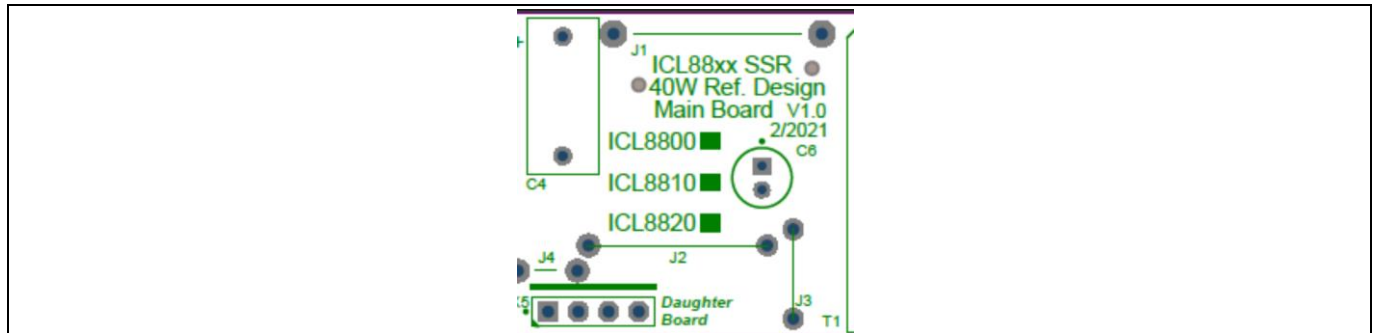 +
J1
ICL88xx SSR
40W Ref. Design
Main Board V1.0
2/2021
ICL8800
C6
C4
ICL8810
ICL8820
J4
J2
Daughter
Board
J3
T1